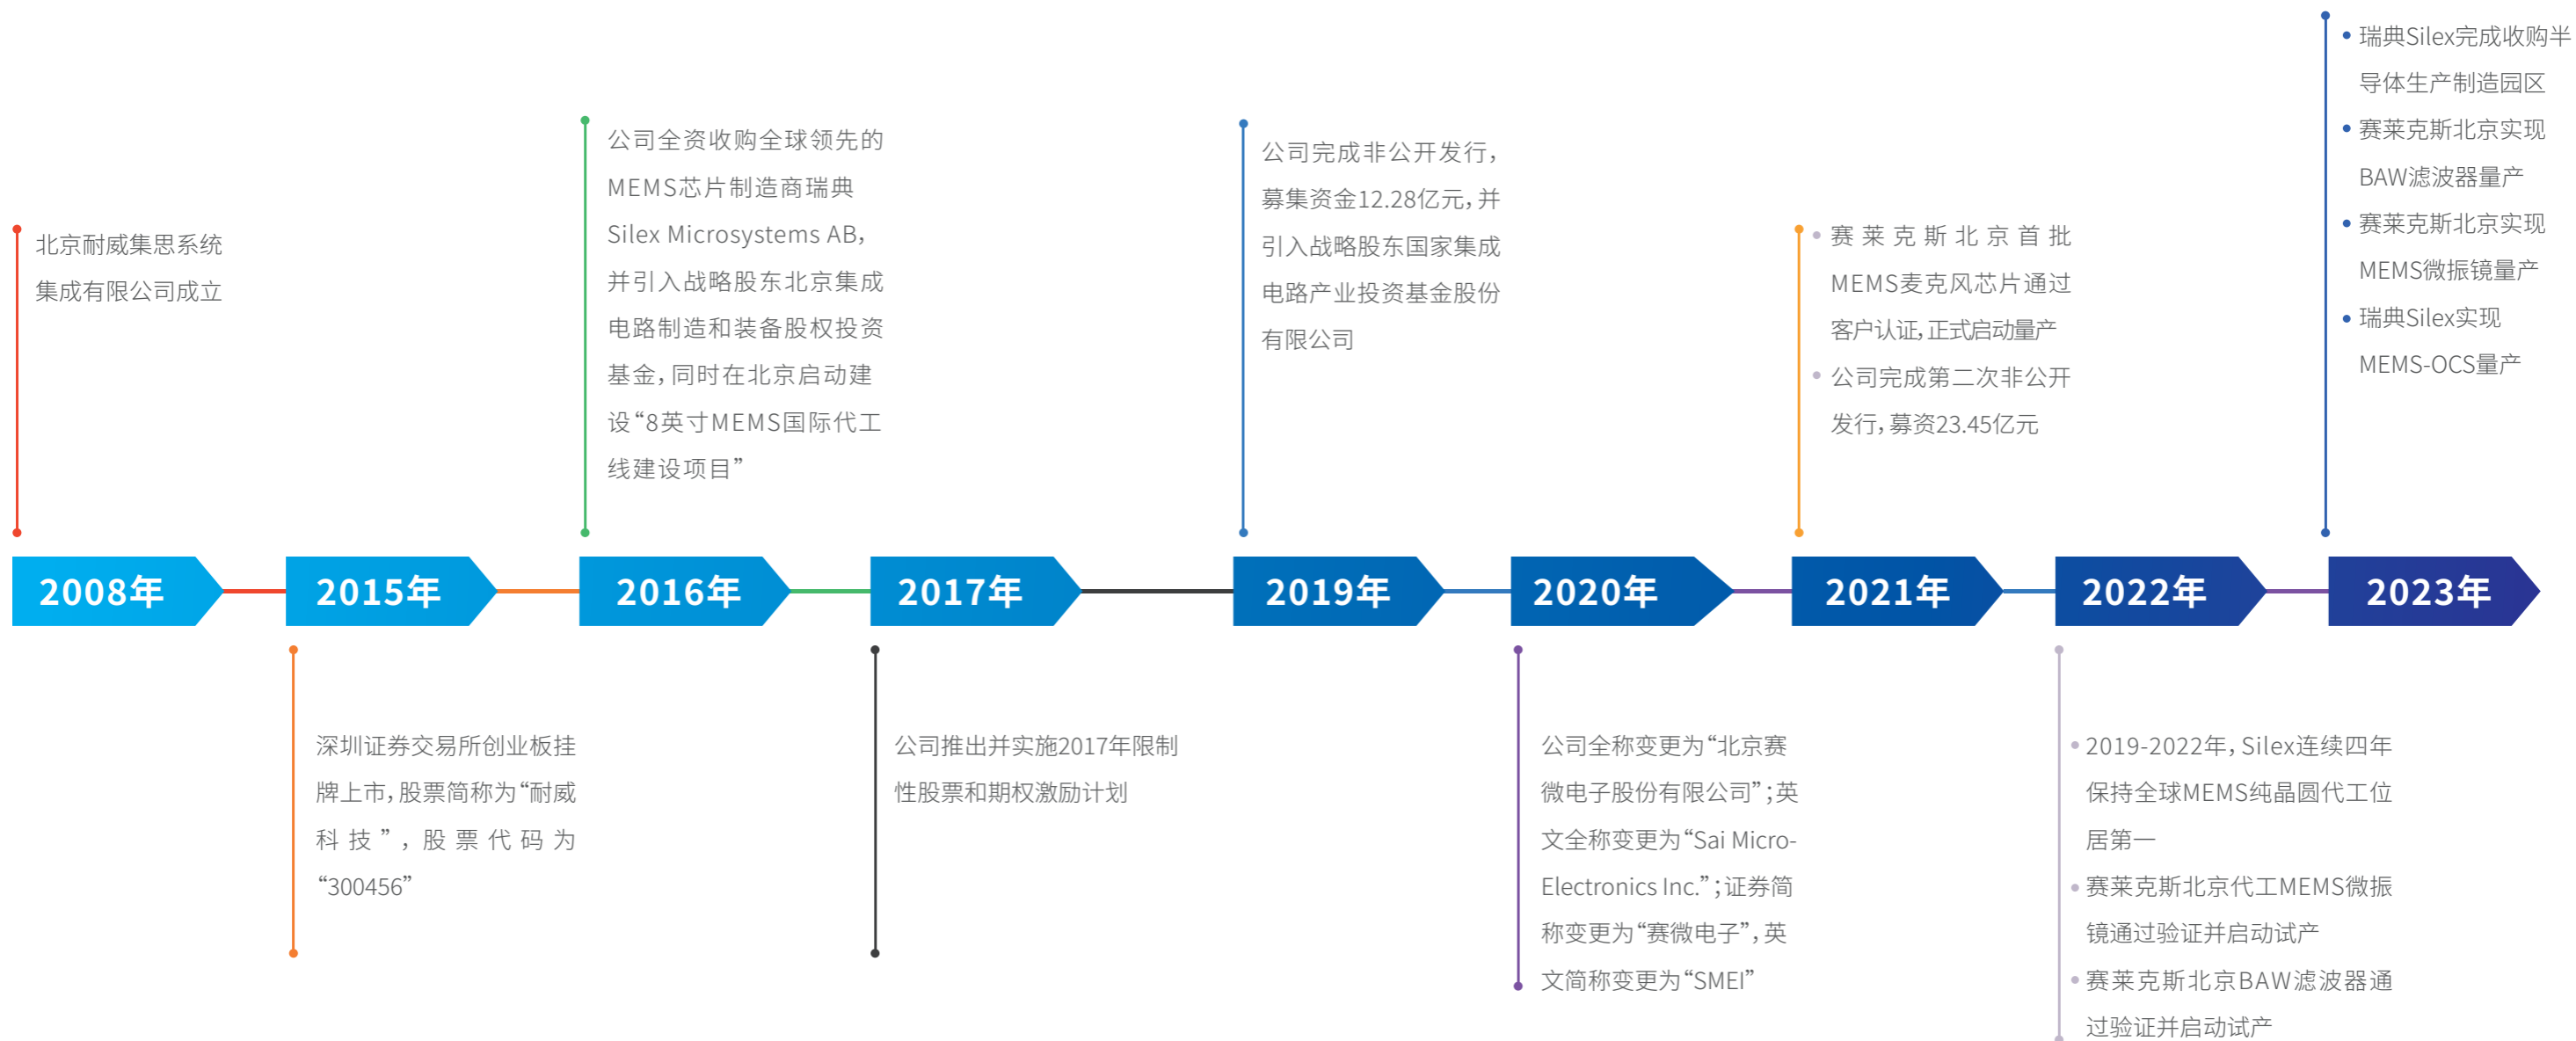 北京耐威集思系统
集成有限公司成立
2008年
2015年
深圳证券交易所创业板挂
牌上市，股票简称为“耐威
科技”，股票代码为
“300456”
公司全资收购全球领先的
MEMS芯片制造商瑞典
Silex Microsystems AB，
并引入战略股东北京集成
电路制造和装备股权投资
基金，同时在北京启动建
设“8英寸MEMS国际代工
线建设项目”
2016年
2017年
公司推出并实施2017年限制
性股票和期权激励计划
公司完成非公开发行，
募集资金12.28亿元，并
引入战略股东国家集成
电路产业投资基金股份
有限公司
2019年
2020年
公司全称变更为“北京赛
微电子股份有限公司”；英
文全称变更为“Sai Micro-
Electronics Inc.”；证券简
称变更为“赛微电子”，英
文简称变更为“SMEI”
赛莱克斯北京首批
MEMS麦克风芯片通过
客户认证，正式启动量产
公司完成第二次非公开
发行，募资23.45亿元
2021年
2022年
2019-2022年，Silex连续四年
保持全球MEMS纯晶圆代工位
居第一
赛莱克斯北京代工MEMS微振
镜通过验证并启动试产
赛莱克斯北京BAW滤波器通
过验证并启动试产
瑞典Silex完成收购半
导体生产制造园区
赛莱克斯北京实现
BAW滤波器量产
赛莱克斯北京实现
MEMS微振镜量产
瑞典Silex实现
MEMS-OCS量产
2023年